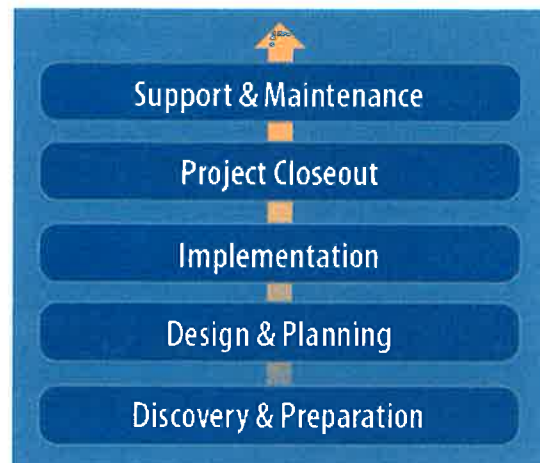 Support & Maintenance
Project Closeout
Implementation
Design & Planning
Discovery & Preparation